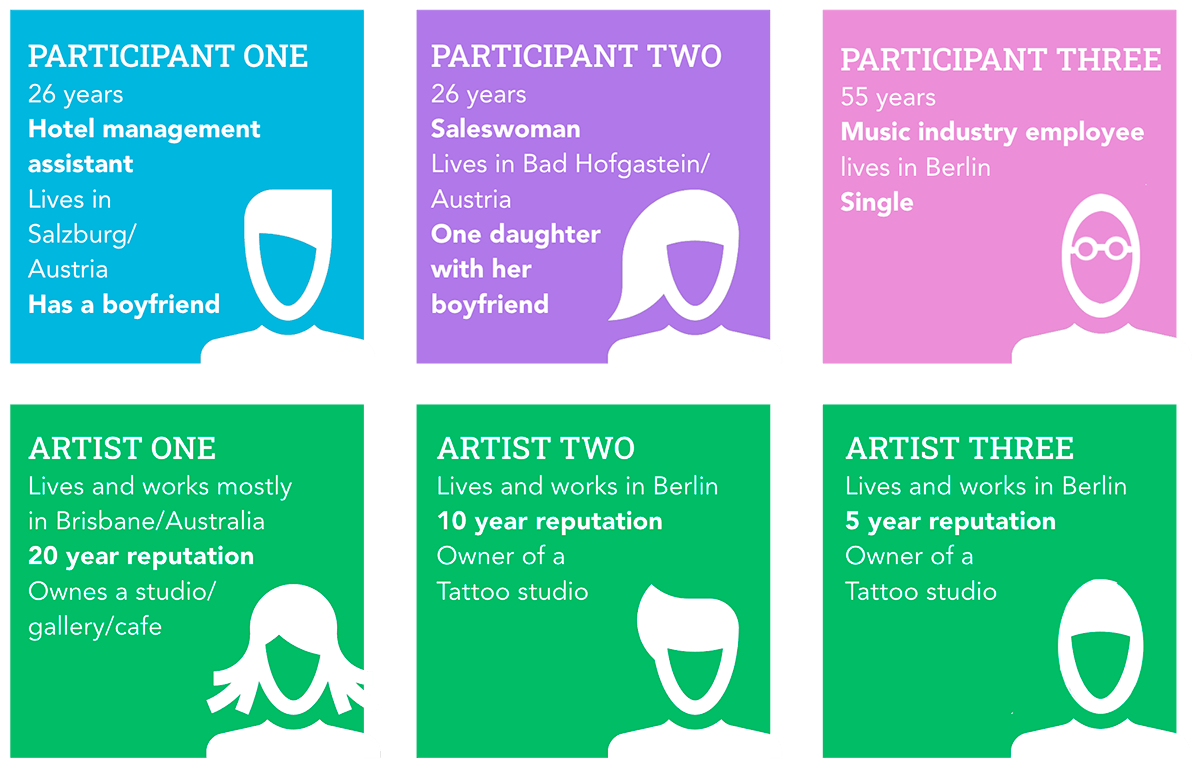 PARTICIPANT ONE
26 years
Hotel management
assistant
Lives in
Salzburg/
Austria
Has a boyfriend
PARTICIPANT TWO
26 years
Saleswoman
Lives in Bad Hofgastein/
Austria
One daughter
with her
boyfriend
PARTICIPANT THREE
55 years
Music industry employee
lives in Berlin
Single
ARTIST ONE
Lives and works mostly
in Brisbane/Australia
20 year reputation
Ownes a studio/
gallery/cafe
ARTIST TWO
Lives and works in Berlin
10 year reputation
Owner of a
Tattoo studio
ARTIST THREE
Lives and works in Berlin
5 year reputation
Owner of a
Tattoo studio